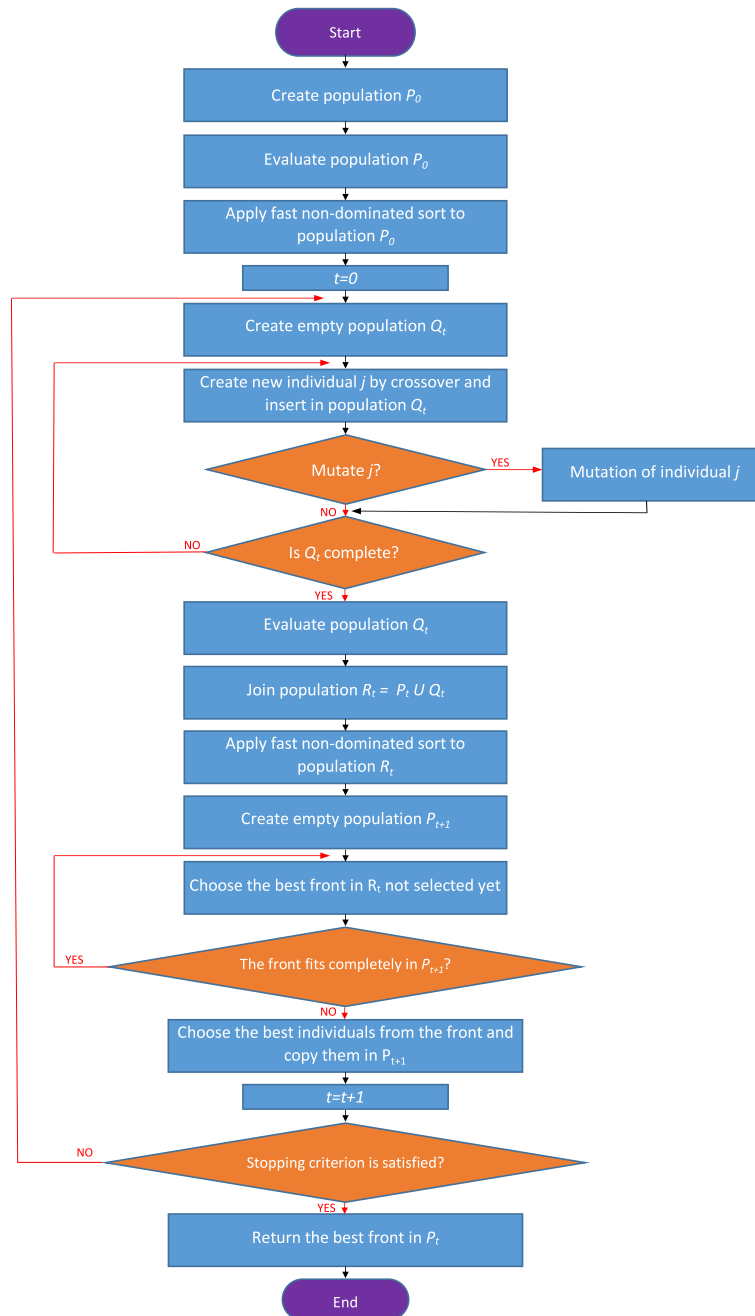 Start
Create population P₀
Evaluate population P₀
Apply fast non-dominated sort to
population P₀
t=0
Create empty population Qₜ
Create new individual j by crossover and
insert in population Qₜ
Mutate j?
YES
Mutation of individual j
NO
Is Qₜ complete?
NO
YES
Evaluate population Qₜ
Join population Rₜ = Pₜ U Qₜ
Apply fast non-dominated sort to
population Rₜ
Create empty population Pₜ₊₁
Choose the best front in Rₜ not selected yet
The front fits completely in Pₜ₊₁?
YES
NO
Choose the best individuals from the front and
copy them in Pₜ₊₁
t=t+1
Stopping criterion is satisfied?
NO
YES
Return the best front in Pₜ
End